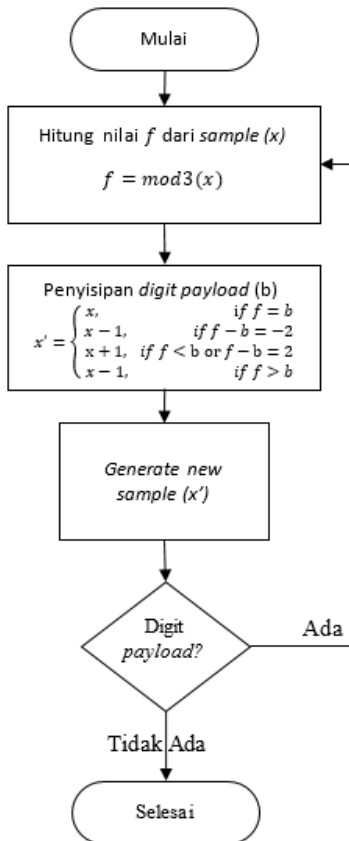 Mulai
Hitung nilai f dari sample (x)
f = mod3(x)
Penyisipan digit payload (b)
x, if f = b
x − 1, if f − b = −2
x' = { x + 1, if f < b or f − b = 2
x − 1, if f > b
Generate new
sample (x')
Digit
payload?
Ada
Tidak Ada
Selesai